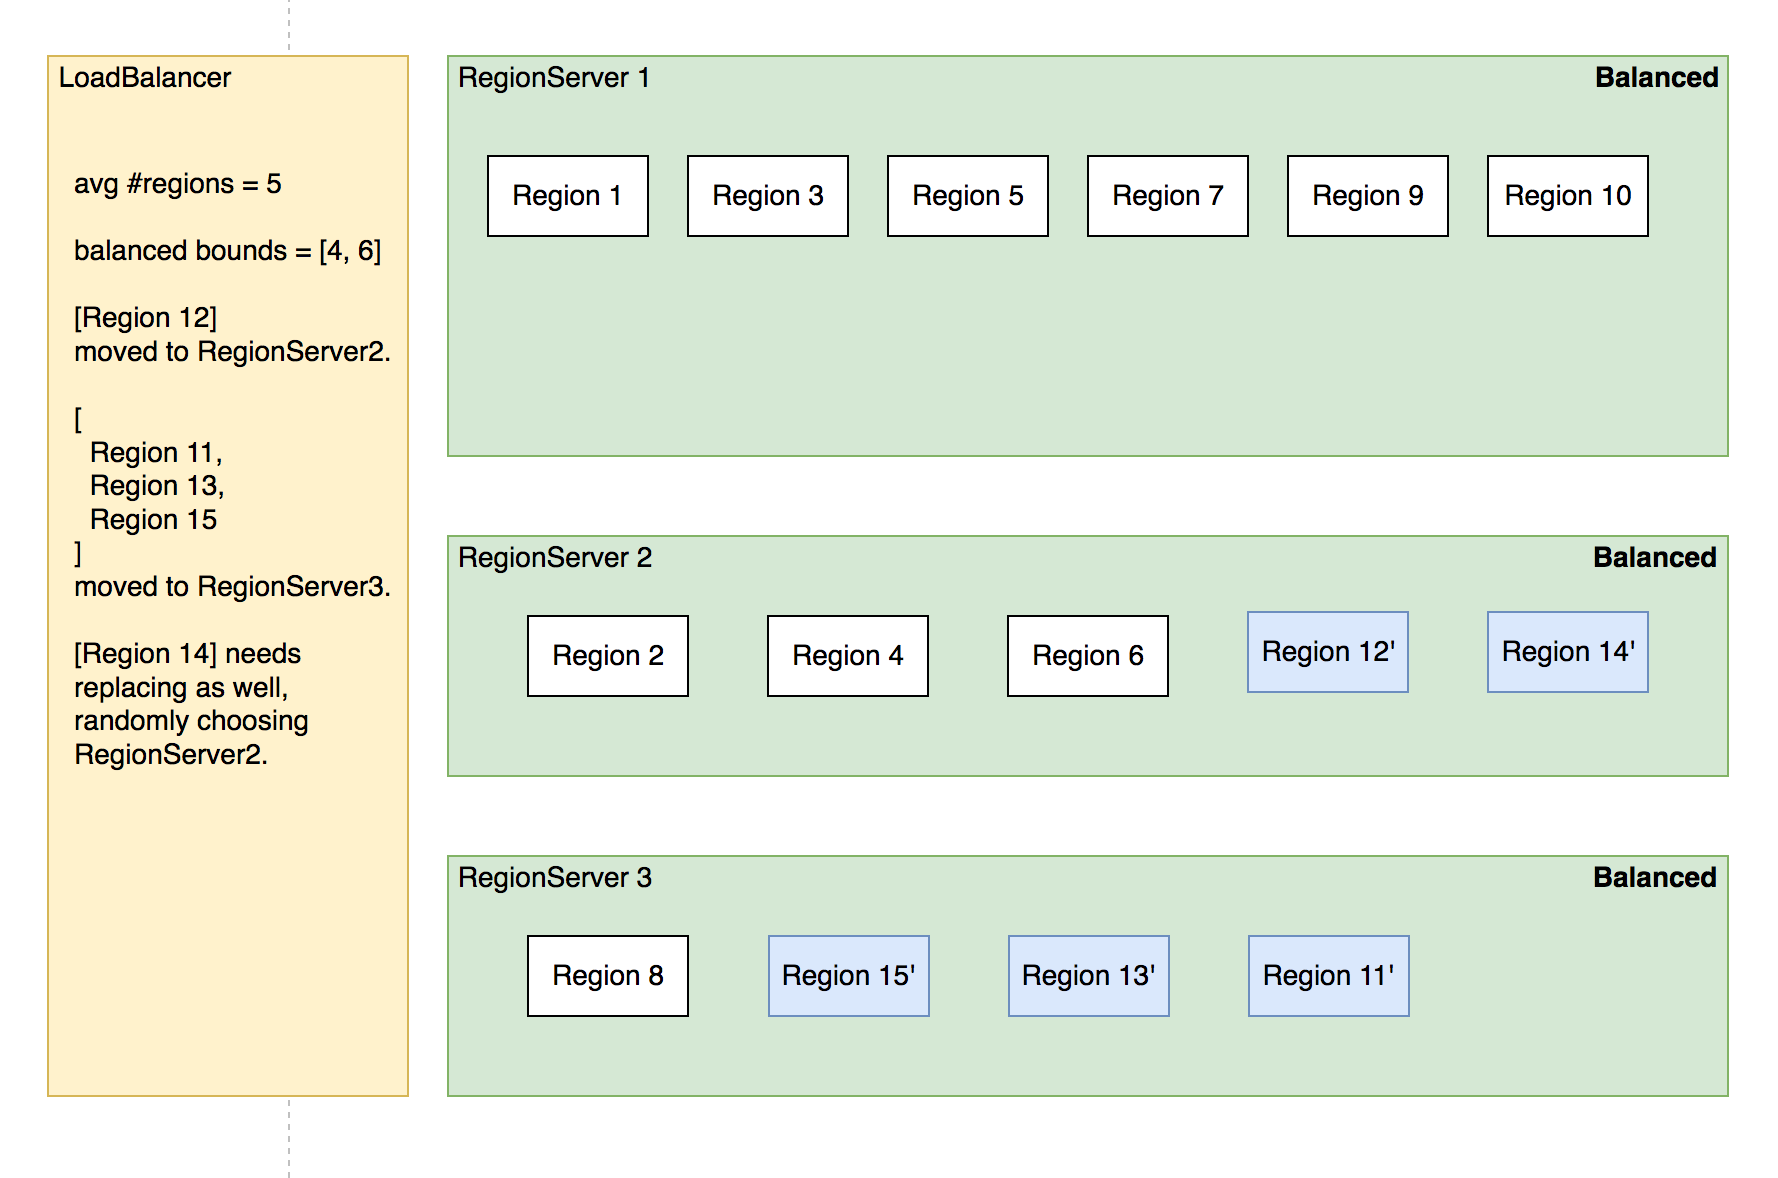 LoadBalancer
avg #regions = 5
balanced bounds = [4, 6]
[Region 12]
moved to RegionServer2.
[
Region 11,
Region 13,
Region 15
]
moved to RegionServer3.
[Region 14] needs
replacing as well,
randomly choosing
RegionServer2.
RegionServer 1
Balanced
Region 1
Region 3
Region 5
Region 7
Region 9
Region 10
RegionServer 2
Balanced
Region 2
Region 4
Region 6
Region 12'
Region 14'
RegionServer 3
Balanced
Region 8
Region 15'
Region 13'
Region 11'